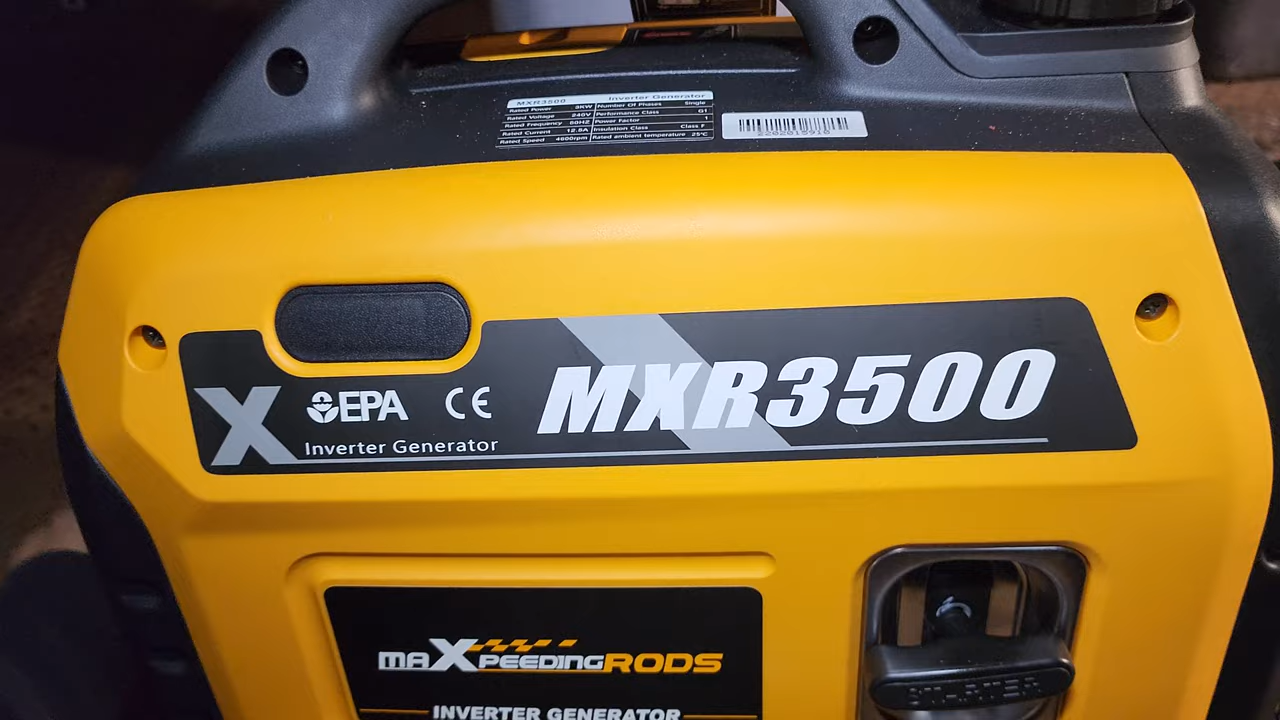 MXR3500 Inverter Generator
Rated Power 3KW Number Of Phases Single
Rated Voltage 240V Performance Class G1
Rated Frequency 50HZ Power Factor 1
Rated Current 12.5A Insulation Class Class F
Rated Speed 4800rpm Rated ambient temperature 25°C
X EPA CE MXR3500
Inverter Generator
maXpeedingRODS
INVERTER GENERATOR
STARTER